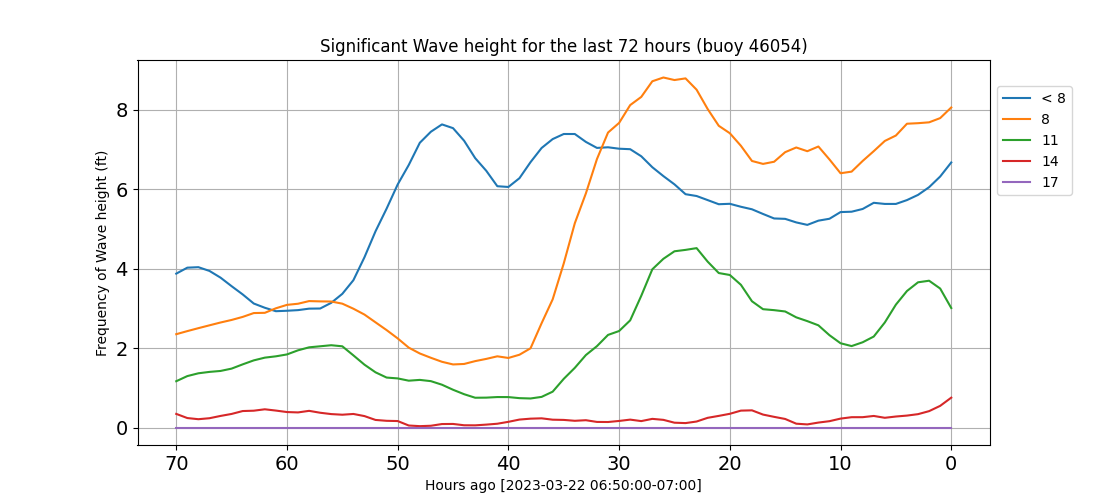 Significant Wave height for the last 72 hours (buoy 46054)
Frequency of Wave height (ft)
8
6
4
2
0
70 60 50 40 30 20 10 0
Hours ago [2023-03-22 06:50:00-07:00]
< 8
8
11
14
17